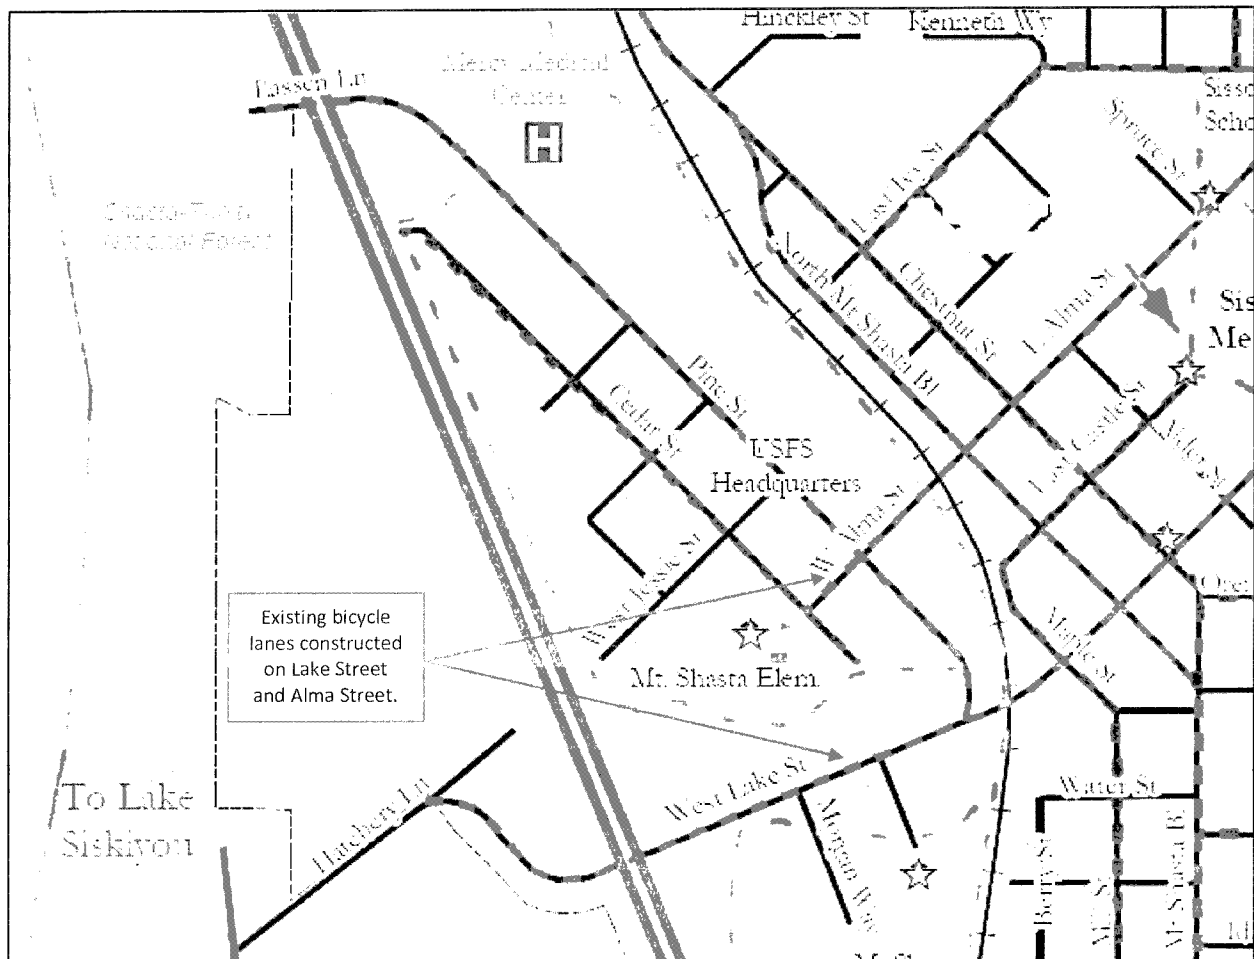 Hinckley St
Kenneth Wy
Mercy Medical
Center
Lassen Ln
H
Spruce St
East Ivy St
National Forest
North Mt Shasta Bl
Chestnut St
E. Alma St
Pine St
Cedar St
East Castle St
Alder St
USFS
Headquarters
W. Alma St
West Jessie St
Existing bicycle
lanes constructed
on Lake Street
and Alma Street.
Maple St
Mt. Shasta Elem.
To Lake
Siskiyou
Hatchery Ln
West Lake St
Water St
Morgan Way
Berry St
Mt Shasta Bl